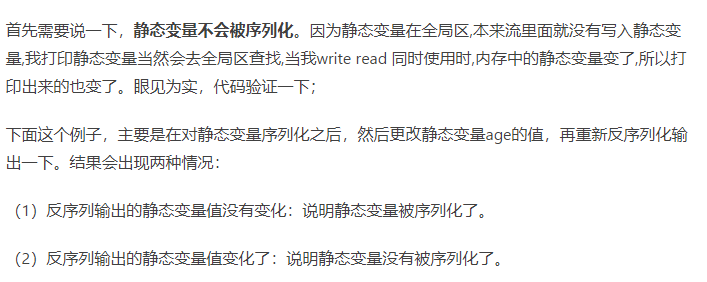 首先需要说一下，静态变量不会被序列化。因为静态变量在全局区,本来流里面就没有写入静态变
量,我打印静态变量当然会去全局区查找,当我write read 同时使用时,内存中的静态变量变了,所以打
印出来的也变了。眼见为实，代码验证一下；
下面这个例子，主要是在对静态变量序列化之后，然后更改静态变量age的值，再重新反序列化输
出一下。结果会出现两种情况：
（1）反序列输出的静态变量值没有变化：说明静态变量被序列化了。
（2）反序列输出的静态变量值变化了：说明静态变量没有被序列化了。